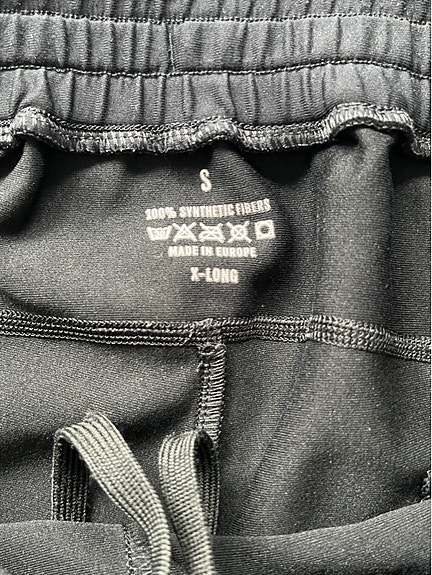 S
100% SYNTHETIC FIBERS
MADE IN EUROPE
X-LONG